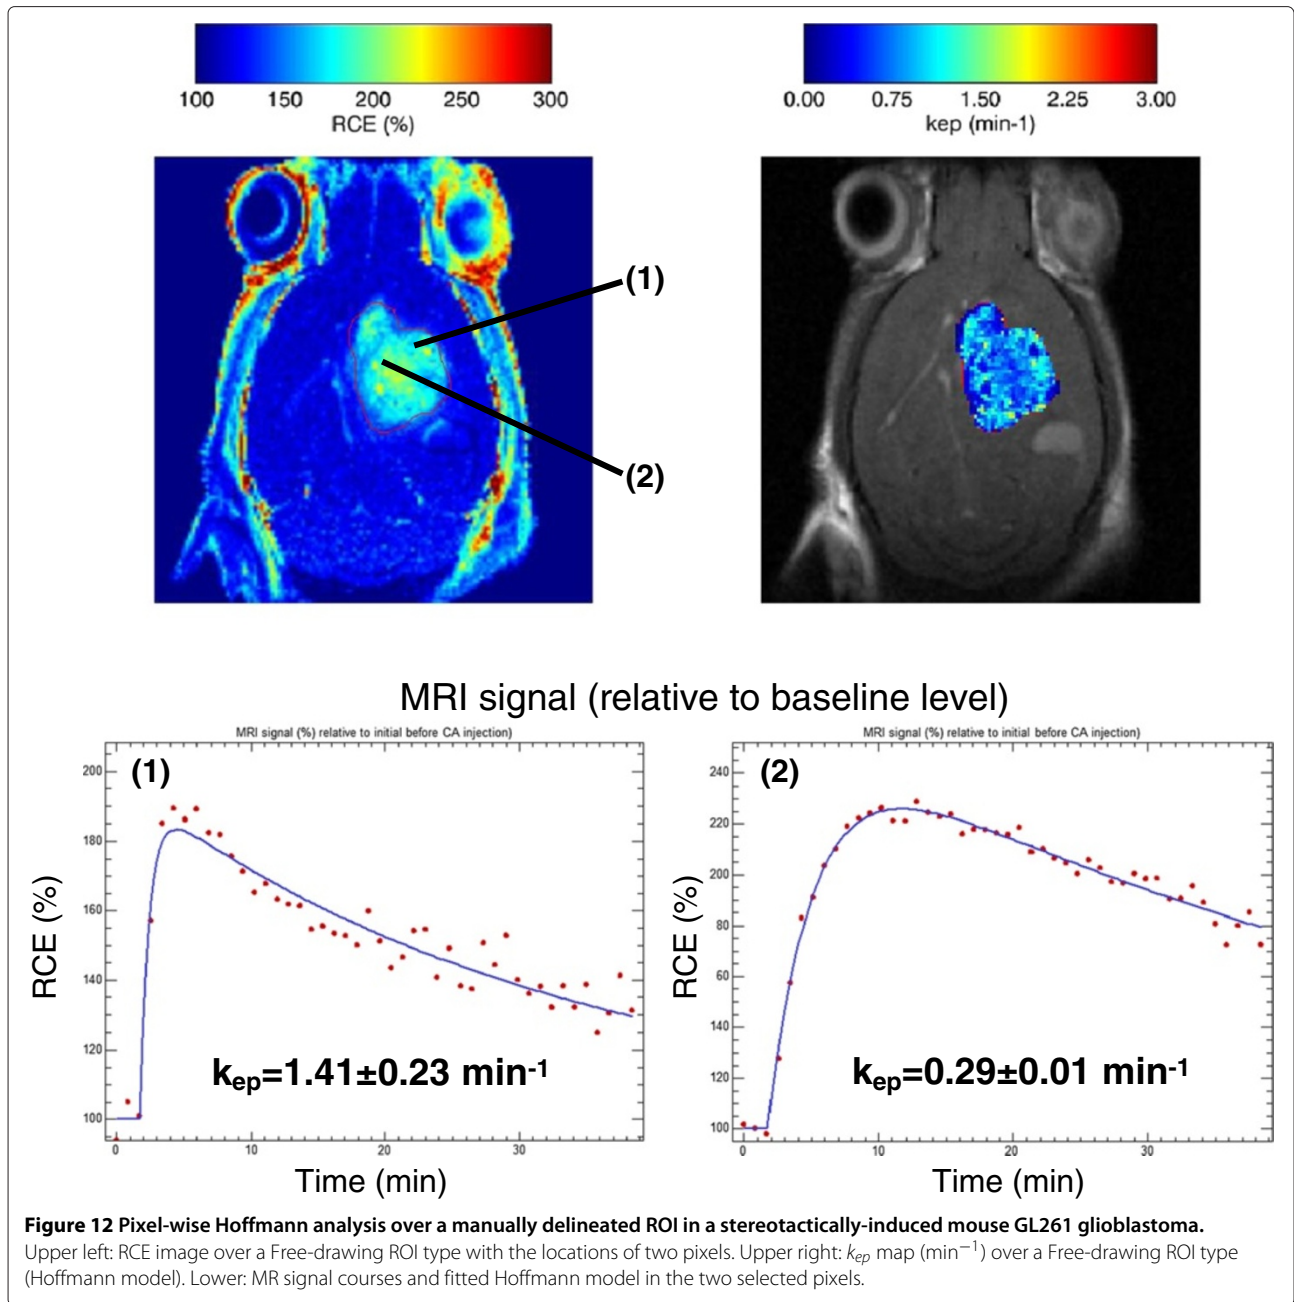 100 150 200 250 300
RCE (%)
0.00 0.75 1.50 2.25 3.00
kep (min-1)
(1)
(2)
MRI signal (relative to baseline level)
MRI signal (%) relative to initial before CA injection)
(1)
200
180
160
140
120
100
RCE (%)
kep=1.41±0.23 min-1
0 10 20 30
Time (min)
MRI signal (%) relative to initial before CA injection)
(2)
240
220
200
80
60
140
120
100
RCE (%)
kep=0.29±0.01 min-1
0 10 20 30
Time (min)
Figure 12 Pixel-wise Hoffmann analysis over a manually delineated ROI in a stereotactically-induced mouse GL261 glioblastoma.
Upper left: RCE image over a Free-drawing ROI type with the locations of two pixels. Upper right: kep map (min−1) over a Free-drawing ROI type
(Hoffmann model). Lower: MR signal courses and fitted Hoffmann model in the two selected pixels.